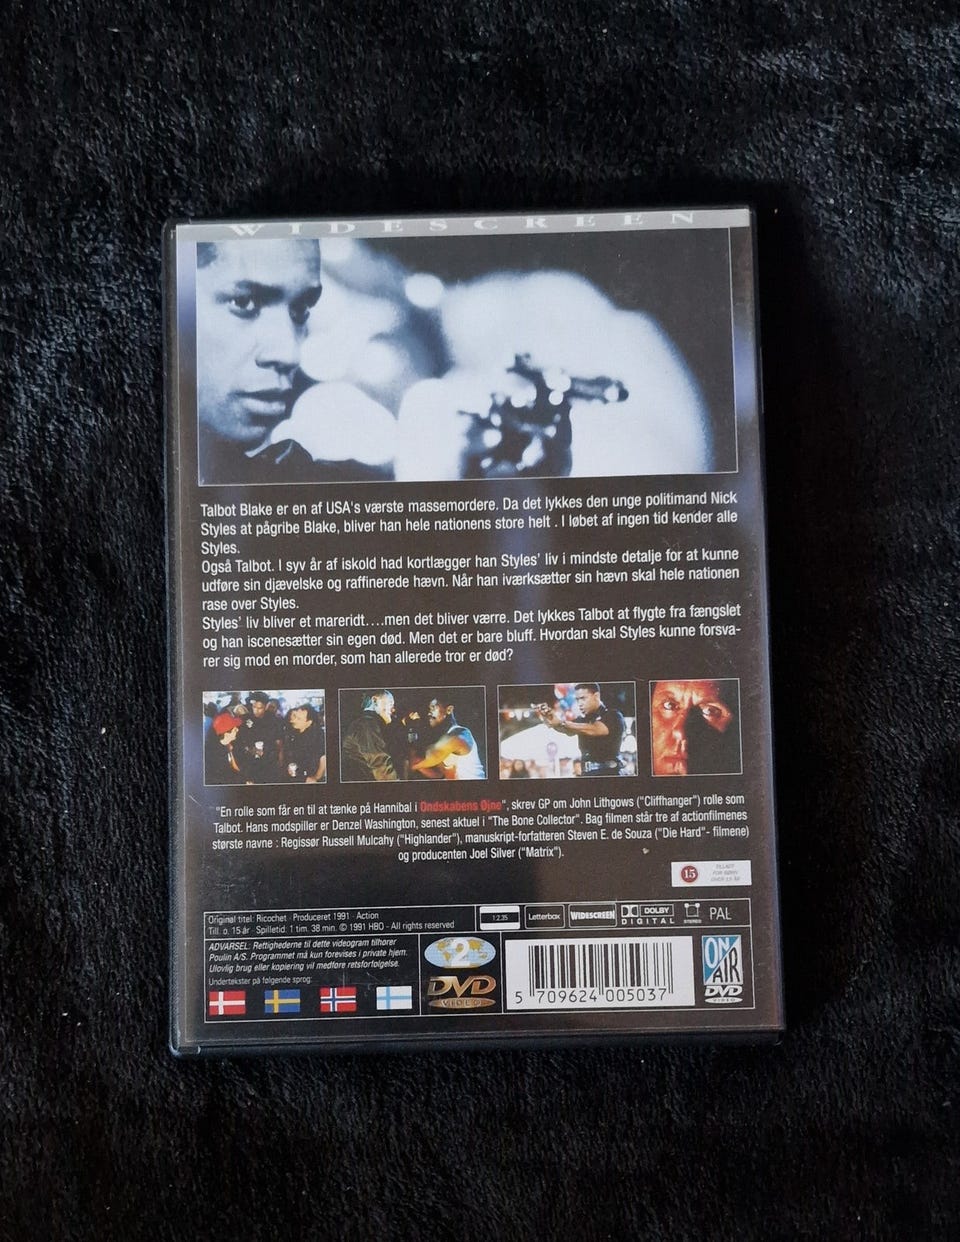 WIDESCREEN
Talbot Blake er en af USA's værste massemordere. Da det lykkes den unge politimand Nick
Styles at pågribe Blake, bliver han hele nationens store helt . I løbet af ingen tid kender alle
Styles.
Også Talbot. I syv år af iskold had kortlægger han Styles' liv i mindste detalje for at kunne
udføre sin djævelske og raffinerede hævn. Når han iværksætter sin hævn skal hele nationen
rase over Styles.
Styles' liv bliver et mareridt....men det bliver værre. Det lykkes Talbot at flygte fra fængslet
og han iscenesætter sin egen død. Men det er bare bluff. Hvordan skal Styles kunne forsva-
rer sig mod en morder, som han allerede tror er død?
"En rolle som får en til at tænke på Hannibal i Ondskabens Øjne", skrev GP om John Lithgows ("Cliffhanger") rolle som
Talbot. Hans modspiller er Denzel Washington, senest aktuel i "The Bone Collector". Bag filmen står tre af actionfilmenes
største navne : Regissør Russell Mulcahy ("Highlander"), manuskript-forfatteren Steven E. de Souza ("Die Hard"- filmene)
og producenten Joel Silver ("Matrix").
15
TILLADT
FOR BØRN
OVER 15 ÅR
Original titel: Ricochet · Produceret 1991 · Action
Till. o. 15 år · Spilletid: 1 tim. 38 min. © 1991 HBO - All rights reserved
1:2.35
Letterbox
WIDESCREEN
DOLBY
DIGITAL
STEREO
PAL
ADVARSEL: Rettighederne til dette videogram tilhører
Poulin A/S. Programmet må kun forevises i private hjem.
Ulovlig brug eller kopiering vil medføre retsforfølgelse.
Undertekster på følgende sprog:
2
DVD
VIDEO
5 709624 005037
ON
AIR
DVD
VIDEO